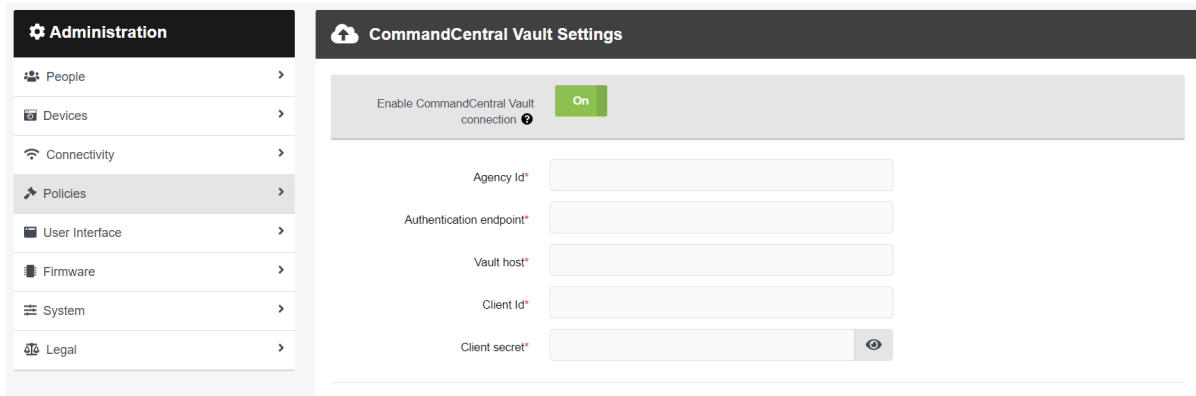 Administration
People
Devices
Connectivity
Policies
User Interface
Firmware
System
Legal
CommandCentral Vault Settings
Enable CommandCentral Vault
connection ?
On
Agency Id*
Authentication endpoint*
Vault host*
Client Id*
Client secret*